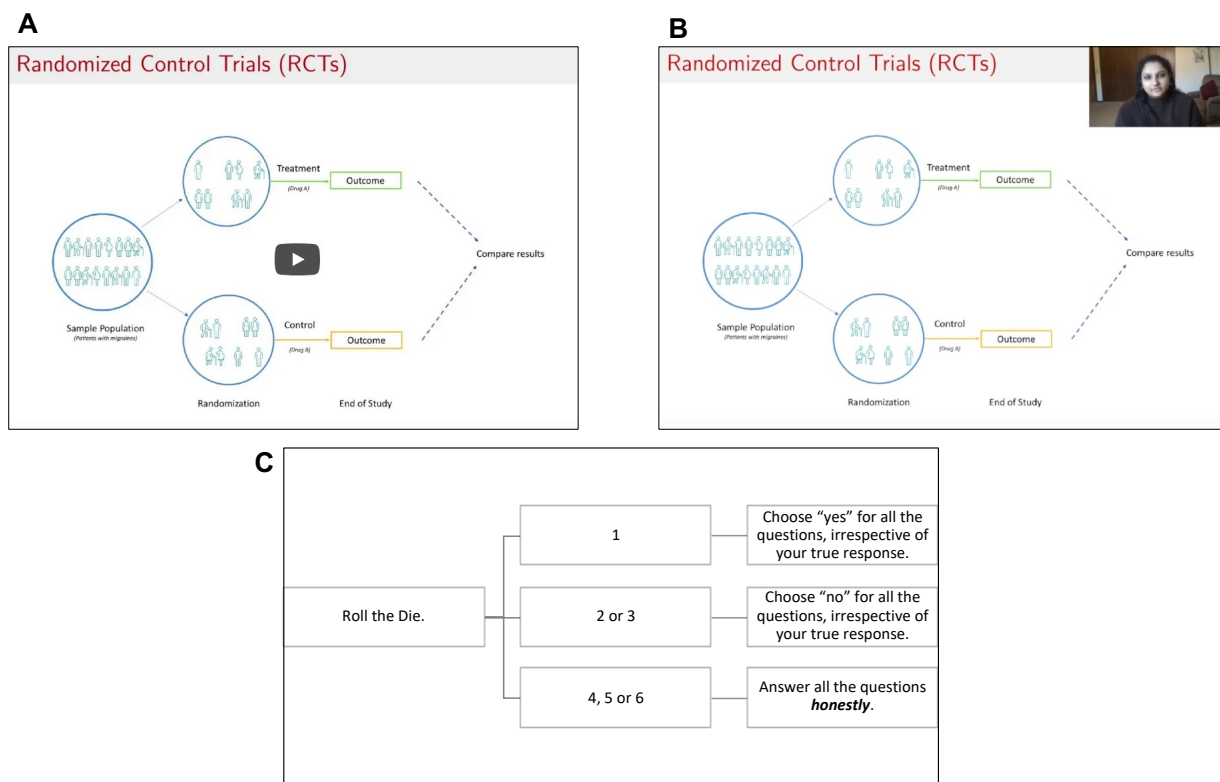 A
Randomized Control Trials (RCTs)
Treatment
(Drug A)
Outcome
Compare results
Sample Population
(Patients with migraines)
Control
(Drug B)
Outcome
Randomization
End of Study
B
Randomized Control Trials (RCTs)
Treatment
(Drug A)
Outcome
Compare results
Sample Population
(Patients with migraines)
Control
(Drug B)
Outcome
Randomization
End of Study
C
Roll the Die.
1
Choose “yes” for all the
questions, irrespective of
your true response.
2 or 3
Choose “no” for all the
questions, irrespective of
your true response.
4, 5 or 6
Answer all the questions
honestly.